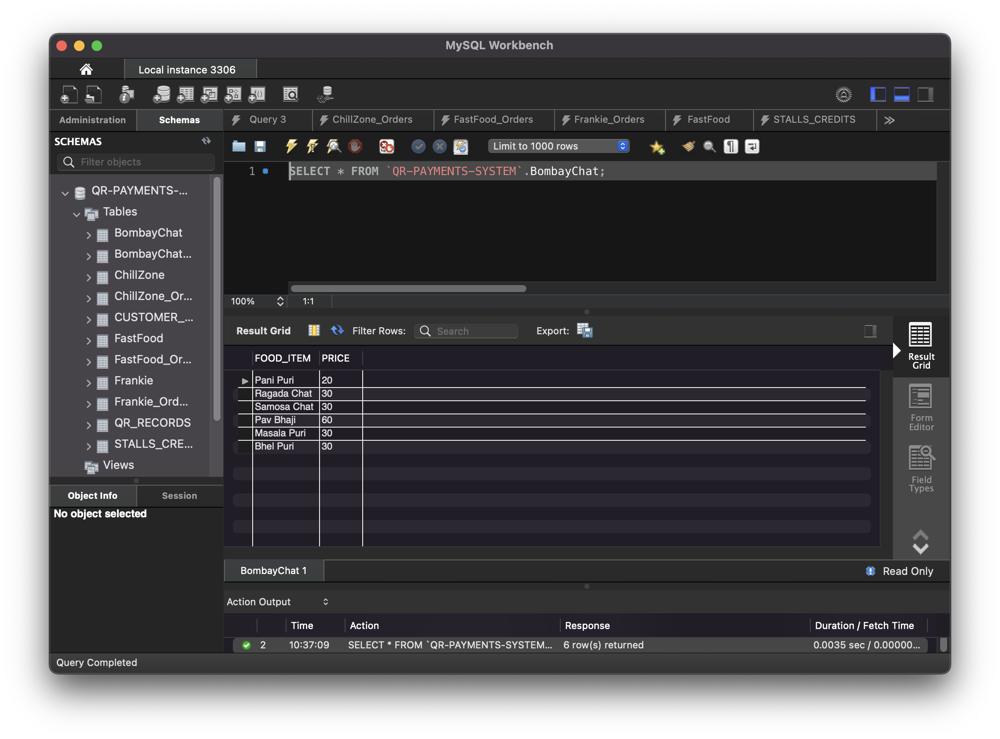 MySQL Workbench
Local instance 3306
Administration Schemas
Query 3 ChillZone_Orders FastFood_Orders Frankie_Orders FastFood STALLS_CREDITS
SCHEMAS
Filter objects
Limit to 1000 rows
1 SELECT * FROM `QR-PAYMENTS-SYSTEM`.BombayChat;
QR-PAYMENTS-...
Tables
BombayChat
BombayChat...
ChillZone
ChillZone_Or...
CUSTOMER_...
FastFood
FastFood_Or...
Frankie
Frankie_Ord...
QR_RECORDS
STALLS_CRE...
Views
100% 1:1
Result Grid Filter Rows: Search Export:
FOOD_ITEM PRICE
Pani Puri 20
Ragada Chat 30
Samosa Chat 30
Pav Bhaji 60
Masala Puri 30
Bhel Puri 30
Result
Grid
Form
Editor
Field
Types
Object Info Session
No object selected
BombayChat 1 Read Only
Action Output
Time Action Response Duration / Fetch Time
2 10:37:09 SELECT * FROM `QR-PAYMENTS-SYSTEM... 6 row(s) returned 0.0035 sec / 0.00000...
Query Completed